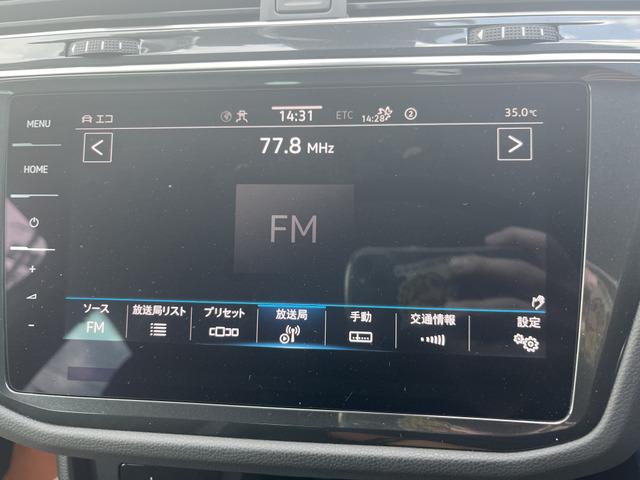 MENU
HOME
エコ
14:31
ETC
14:28
2
35.0℃
77.8 MHz
FM
ソース
FM
放送局リスト
プリセット
放送局
手動
交通情報
設定